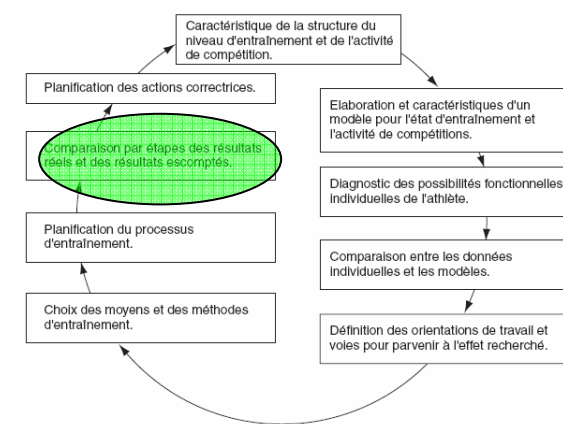 Caractéristique de la structure du
niveau d'entraînement et de l'activité
de compétition.
Elaboration et caractéristiques d'un
modèle pour l'état d'entraînement et
l'activité de compétitions.
Diagnostic des possibilités fonctionnelles
individuelles de l'athlète.
Comparaison entre les données
individuelles et les modèles.
Définition des orientations de travail et
voies pour parvenir à l'effet recherché.
Choix des moyens et des méthodes
d'entraînement.
Planification du processus
d'entraînement.
Comparaison par étapes des résultats
réels et des résultats escomptés.
Planification des actions correctrices.